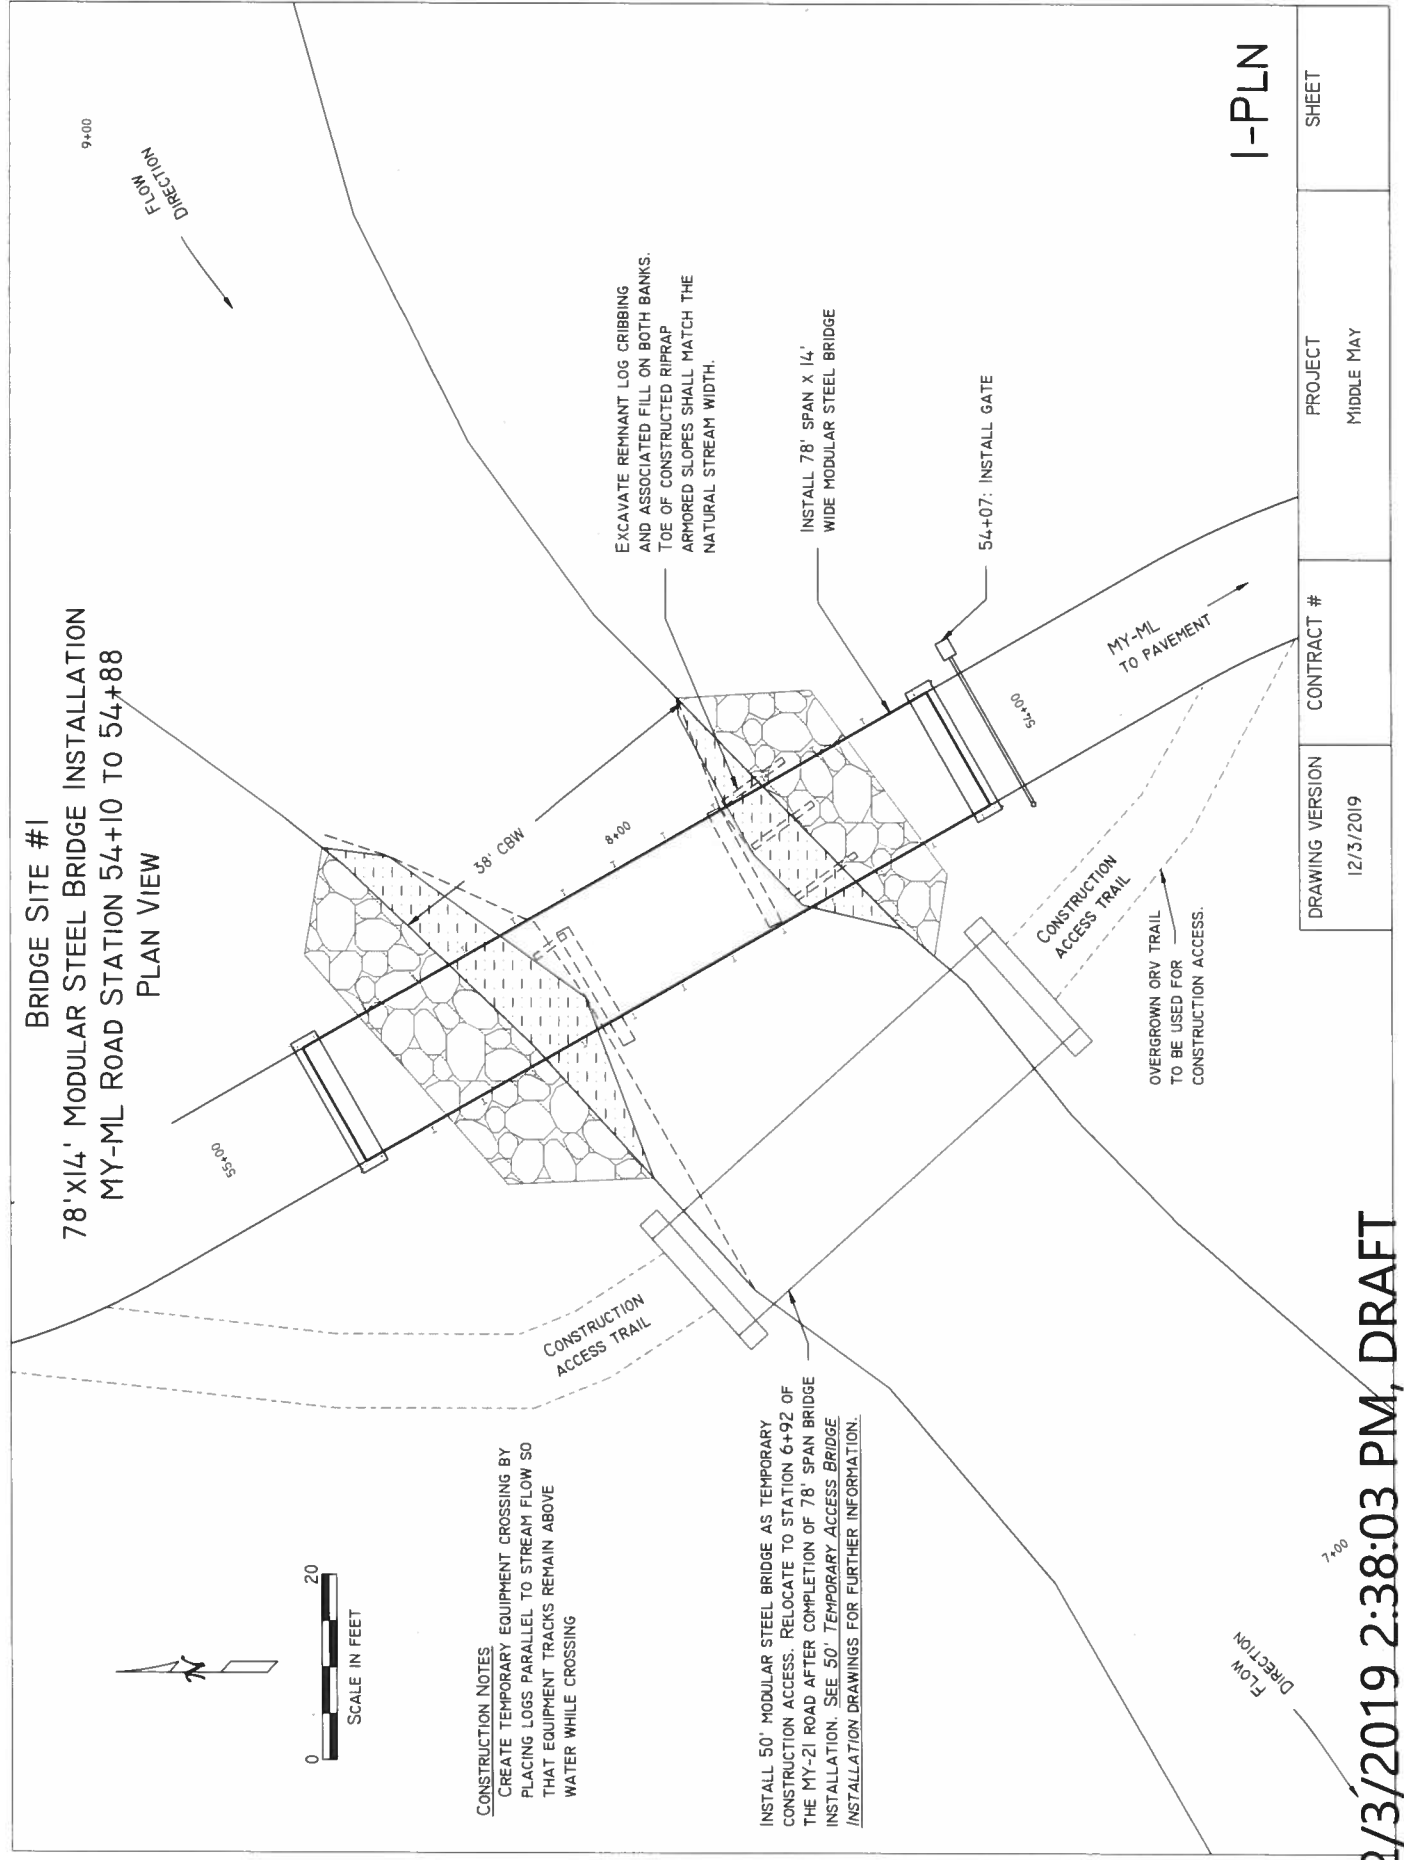 BRIDGE SITE #1
78'X14' MODULAR STEEL BRIDGE INSTALLATION
MY-ML ROAD STATION 54+10 TO 54+88
PLAN VIEW
0 20
SCALE IN FEET
N
CONSTRUCTION NOTES
CREATE TEMPORARY EQUIPMENT CROSSING BY
PLACING LOGS PARALLEL TO STREAM FLOW SO
THAT EQUIPMENT TRACKS REMAIN ABOVE
WATER WHILE CROSSING
INSTALL 50' MODULAR STEEL BRIDGE AS TEMPORARY
CONSTRUCTION ACCESS. RELOCATE TO STATION 6+92 OF
THE MY-21 ROAD AFTER COMPLETION OF 78' SPAN BRIDGE
INSTALLATION. SEE 50' TEMPORARY ACCESS BRIDGE
INSTALLATION DRAWINGS FOR FURTHER INFORMATION.
CONSTRUCTION
ACCESS TRAIL
55+00
38' CBW
8+00
9+00
FLOW
DIRECTION
EXCAVATE REMNANT LOG CRIBBING
AND ASSOCIATED FILL ON BOTH BANKS.
TOE OF CONSTRUCTED RIPRAP
ARMORED SLOPES SHALL MATCH THE
NATURAL STREAM WIDTH.
INSTALL 78' SPAN X 14'
WIDE MODULAR STEEL BRIDGE
54+07: INSTALL GATE
54+00
MY-ML
TO PAVEMENT
CONSTRUCTION
ACCESS TRAIL
OVERGROWN ORV TRAIL
TO BE USED FOR
CONSTRUCTION ACCESS.
7+00
FLOW
DIRECTION
1-PLN
DRAWING VERSION
12/3/2019
CONTRACT #
PROJECT
MIDDLE MAY
SHEET
2/3/2019 2:38:03 PM, DRAFT